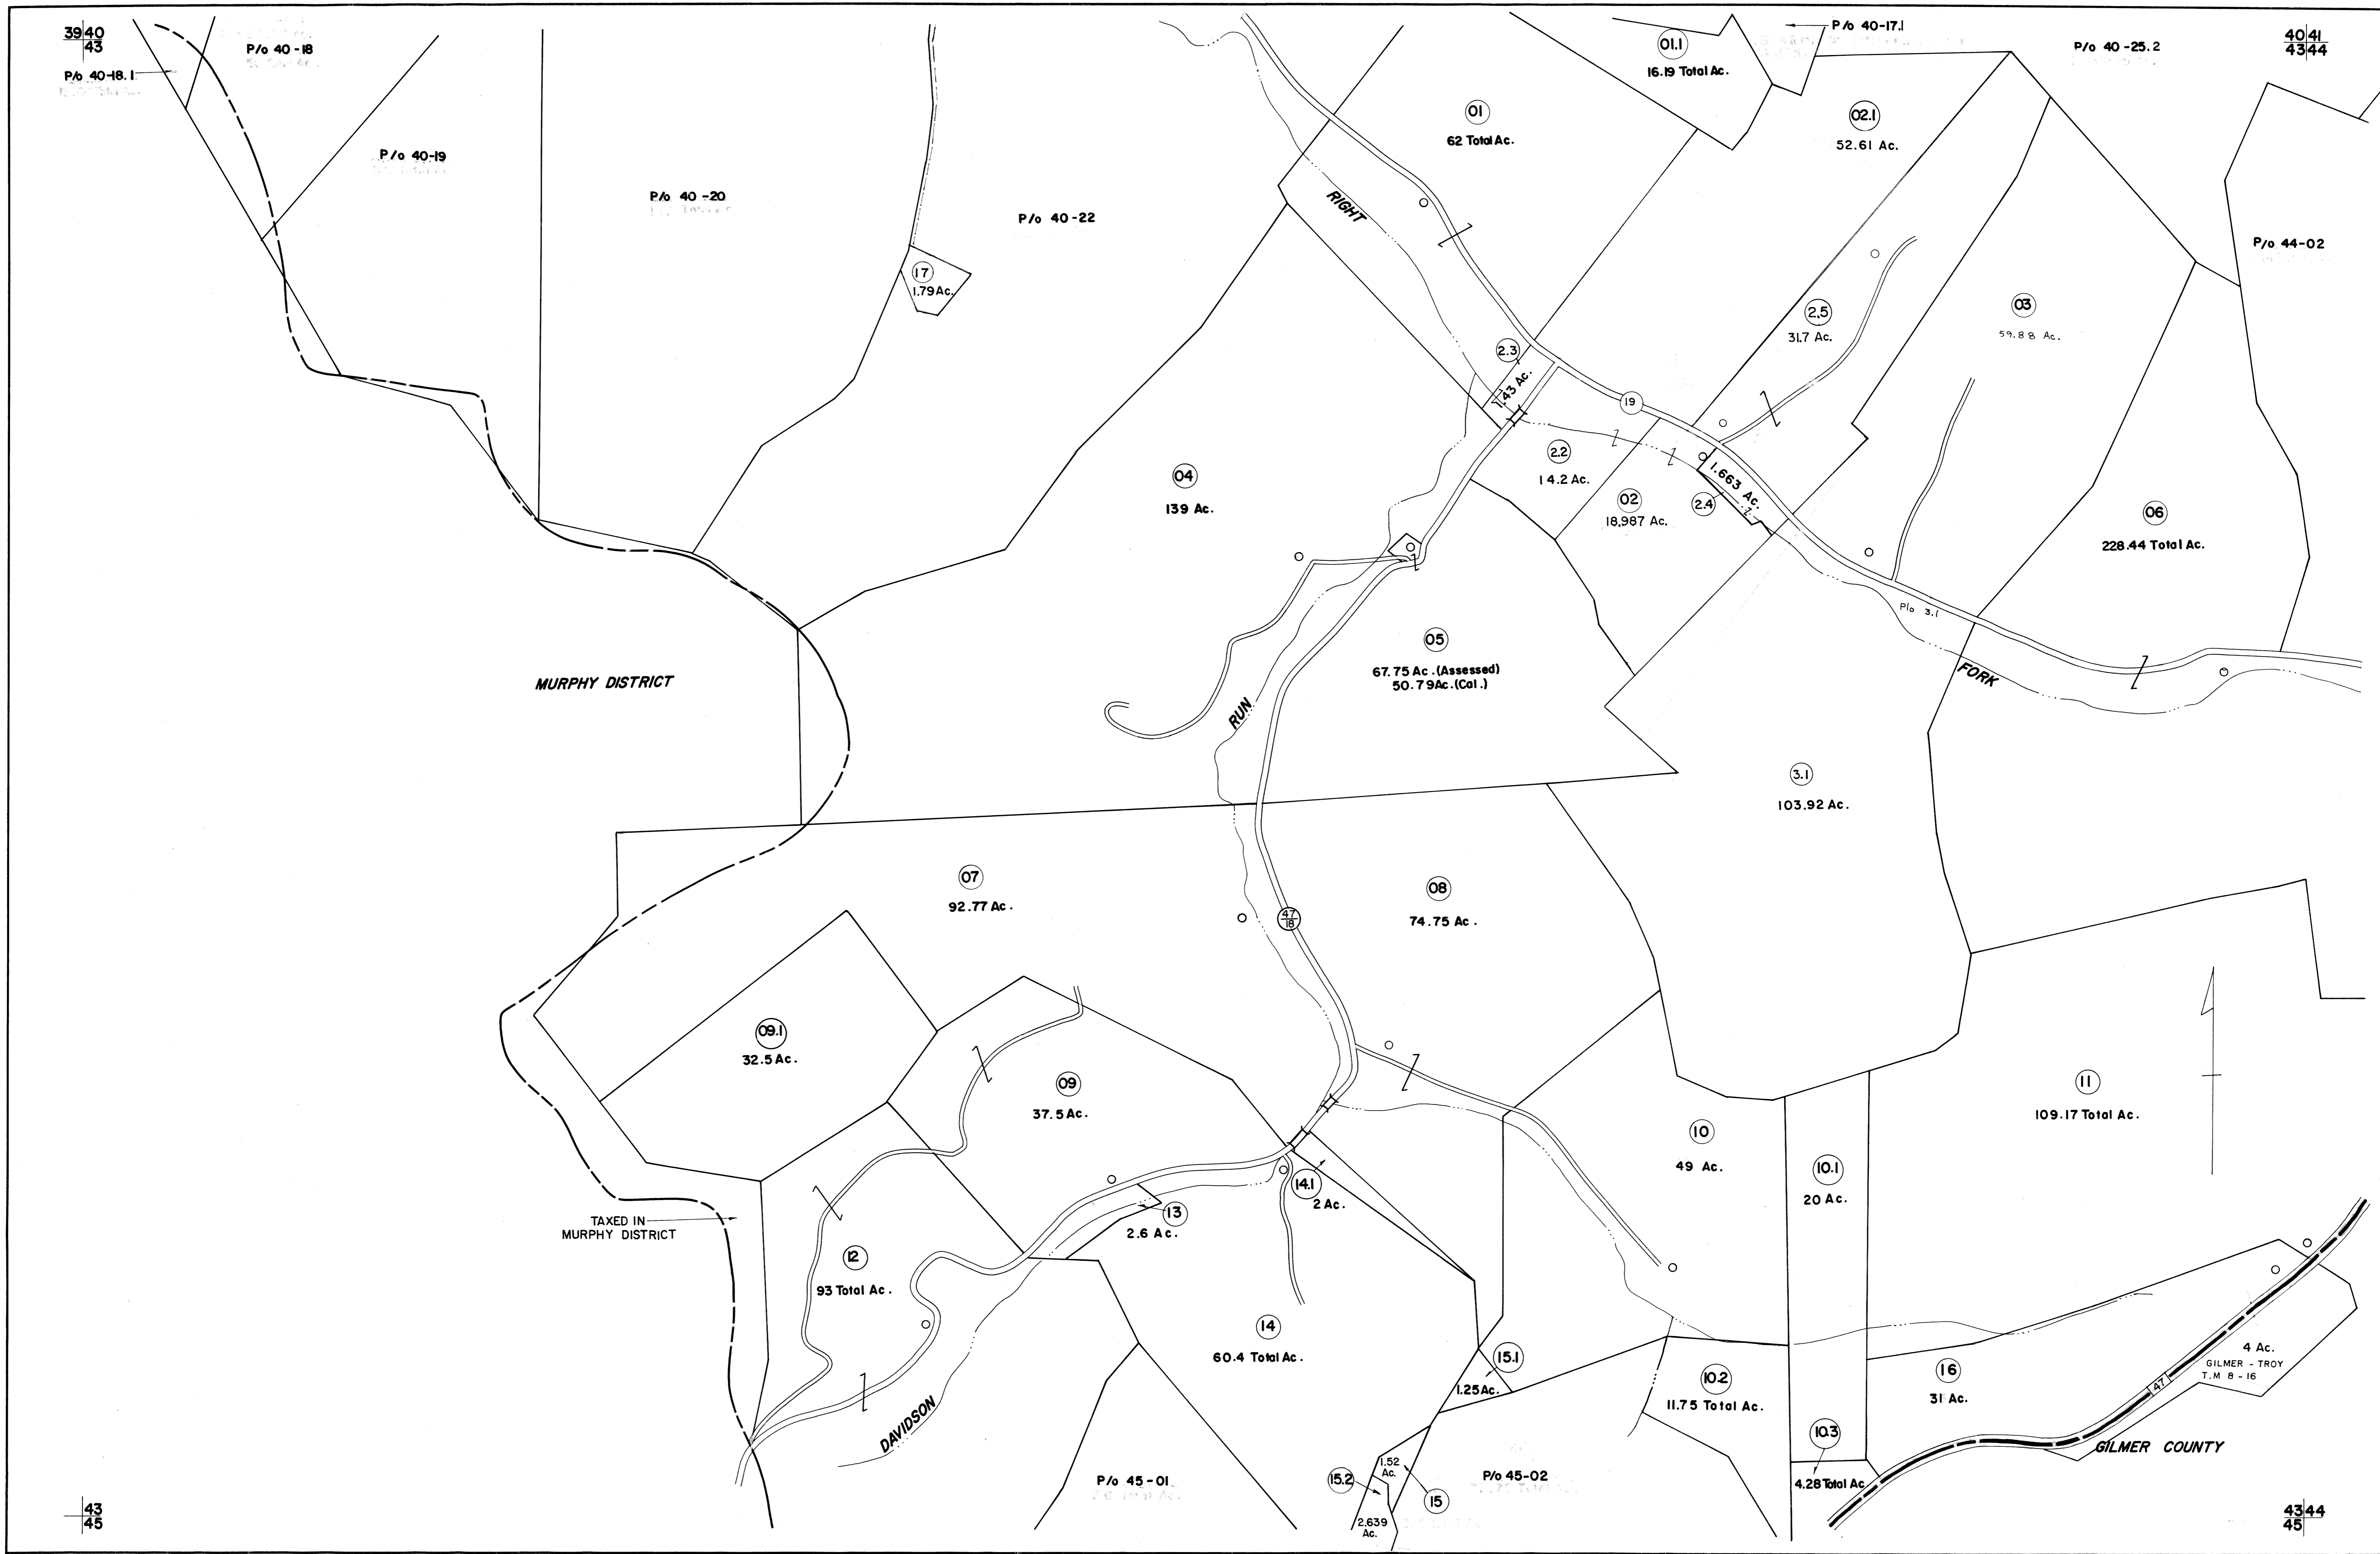 39 40
43
P/o 40-18
P/o 40-18.1
P/o 40-19
P/o 40-20
P/o 40-22
17
1.79 Ac.
01
62 Total Ac.
01.1
16.19 Total Ac.
P/o 40-17.1
P/o 40-25.2
40 41
43 44
02.1
52.61 Ac.
P/o 44-02
RIGHT
2.5
31.7 Ac.
03
59.88 Ac.
2.3
1.43 Ac.
19
04
139 Ac.
2.2
14.2 Ac.
02
18.987 Ac.
1.663 Ac.
2.4
06
228.44 Total Ac.
P/o 3.1
FORK
MURPHY DISTRICT
05
67.75 Ac. (Assessed)
50.79 Ac. (Cal.)
RUN
3.1
103.92 Ac.
07
92.77 Ac.
47
18
08
74.75 Ac.
09.1
32.5 Ac.
09
37.5 Ac.
10
49 Ac.
10.1
20 Ac.
11
109.17 Total Ac.
14.1
2 Ac.
13
2.6 Ac.
TAXED IN
MURPHY DISTRICT
12
93 Total Ac.
14
60.4 Total Ac.
15.1
1.25 Ac.
10.2
11.75 Total Ac.
16
31 Ac.
4 Ac.
GILMER - TROY
T.M 8 - 16
47
DAVIDSON
10.3
4.28 Total Ac.
GILMER COUNTY
P/o 45-01
1.52
Ac.
15.2
15
2.639
Ac.
P/o 45-02
43
45
43 44
45